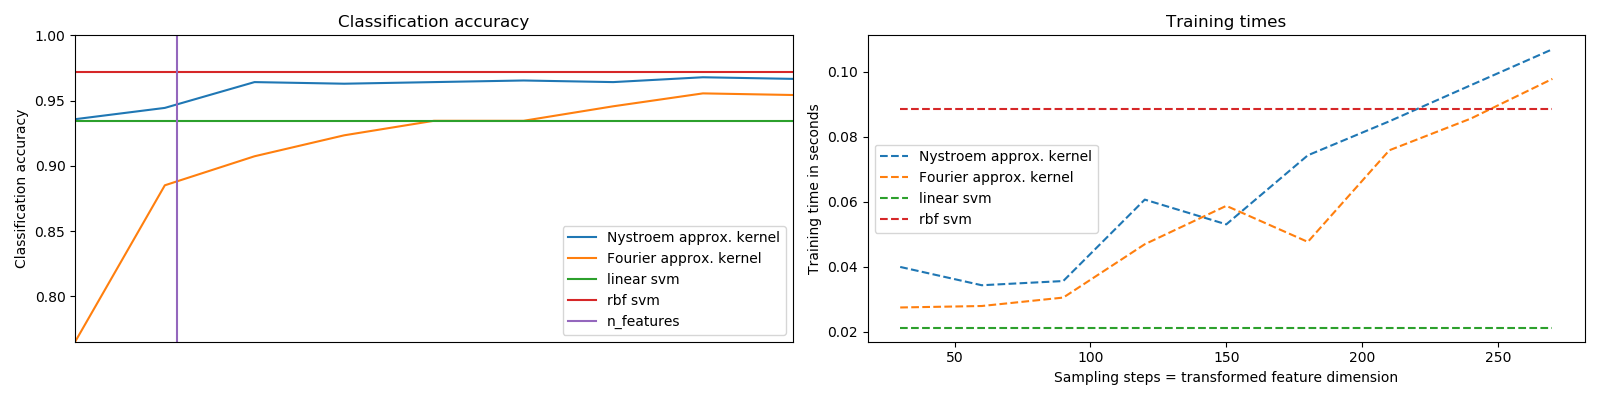 Classification accuracy
Classification accuracy
1.00
0.95
0.90
0.85
0.80
Nystroem approx. kernel
Fourier approx. kernel
linear svm
rbf svm
n_features
Training times
Training time in seconds
0.10
0.08
0.06
0.04
0.02
Nystroem approx. kernel
Fourier approx. kernel
linear svm
rbf svm
50 100 150 200 250
Sampling steps = transformed feature dimension